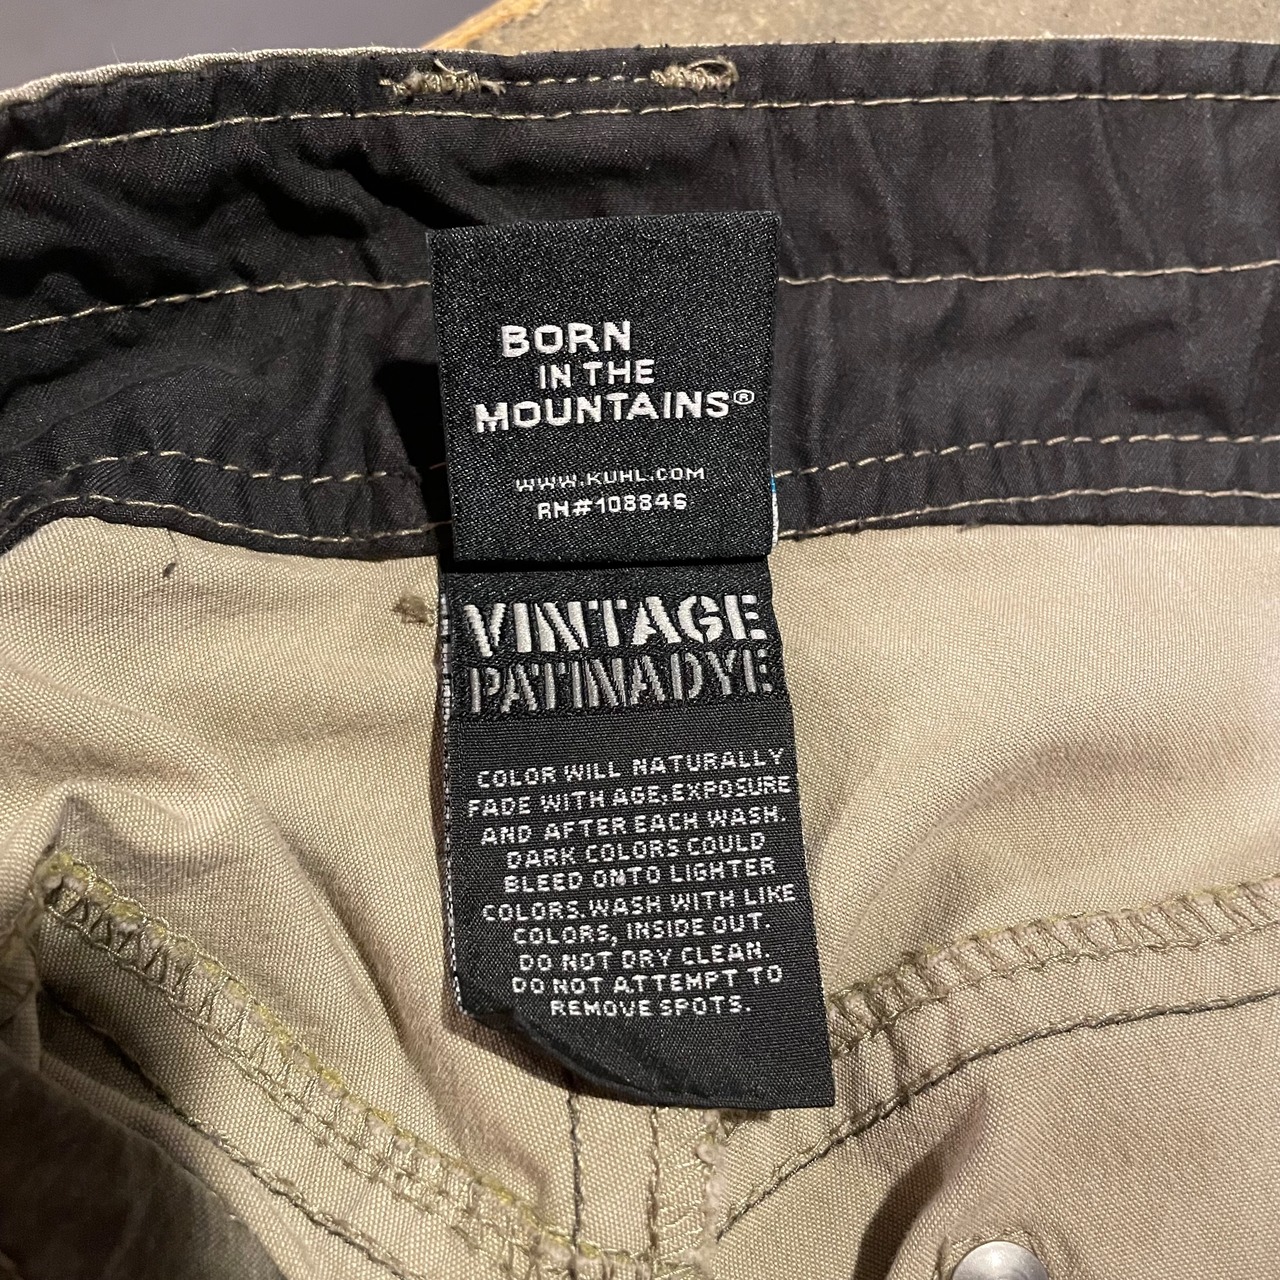 BORN
IN THE
MOUNTAINS®
WWW.KUHL.COM
RN#108846
VINTAGE
PATINADYE
COLOR WILL NATURALLY
FADE WITH AGE, EXPOSURE
AND AFTER EACH WASH.
DARK COLORS COULD
BLEED ONTO LIGHTER
COLORS. WASH WITH LIKE
COLORS, INSIDE OUT.
DO NOT DRY CLEAN.
DO NOT ATTEMPT TO
REMOVE SPOTS.